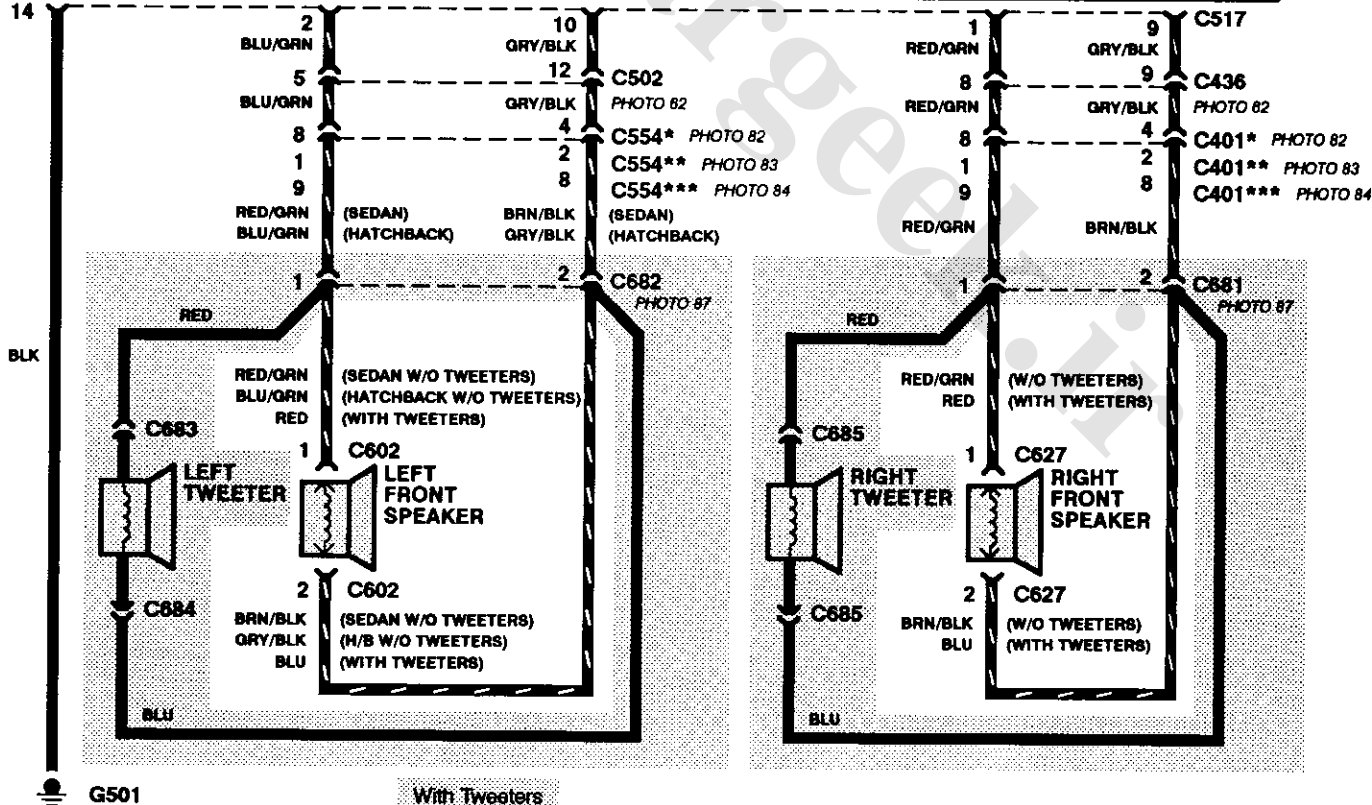 14
2
10
1
9
C517
BLU/GRN
GRY/BLK
RED/GRN
GRY/BLK
5
12
C502
8
9
C436
BLU/GRN
GRY/BLK
PHOTO 62
RED/GRN
GRY/BLK
PHOTO 62
8
4
C554* PHOTO 82
8
4
C401* PHOTO 82
1
2
C554** PHOTO 83
1
2
C401** PHOTO 83
9
8
C554*** PHOTO 84
9
8
C401*** PHOTO 84
RED/GRN (SEDAN)
BRN/BLK (SEDAN)
BLU/GRN (HATCHBACK)
GRY/BLK (HATCHBACK)
RED/GRN
BRN/BLK
1
2
C682
PHOTO 87
1
2
C681
PHOTO 87
RED
RED
BLK
RED/GRN (SEDAN W/O TWEETERS)
BLU/GRN (HATCHBACK W/O TWEETERS)
RED (WITH TWEETERS)
RED/GRN (W/O TWEETERS)
RED (WITH TWEETERS)
C683
1
C602
C685
1
C627
LEFT
TWEETER
LEFT
FRONT
SPEAKER
RIGHT
TWEETER
RIGHT
FRONT
SPEAKER
C684
2
C602
C685
2
C627
BRN/BLK (SEDAN W/O TWEETERS)
GRY/BLK (H/B W/O TWEETERS)
BLU (WITH TWEETERS)
BRN/BLK (W/O TWEETERS)
BLU (WITH TWEETERS)
BLU
BLU
G501
With Tweeters
argeek.ir